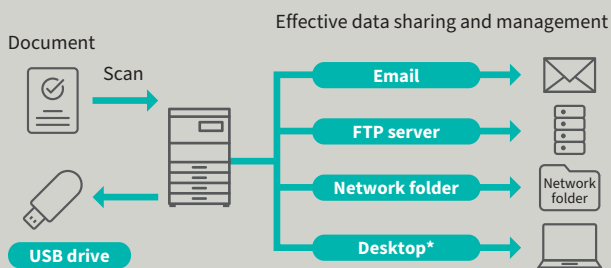 Effective data sharing and management
Document
Scan
Email
FTP server
Network folder
Network
folder
Desktop*
USB drive